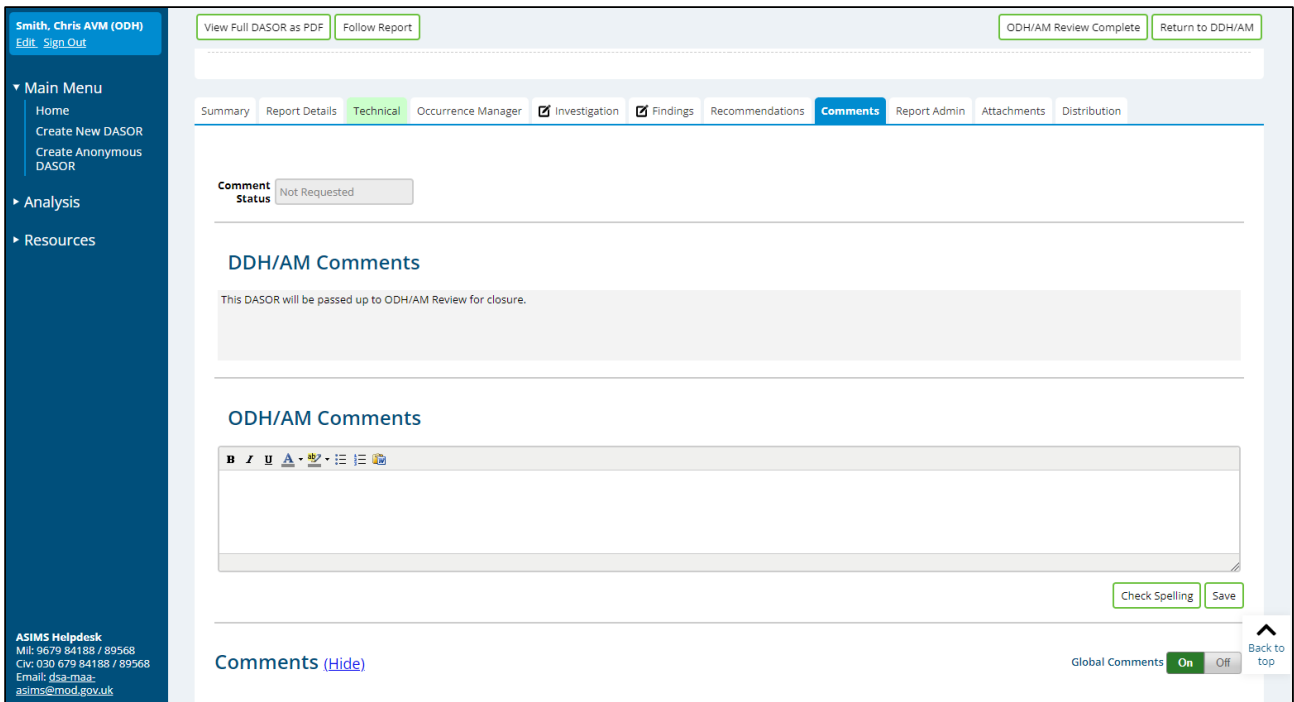 Smith, Chris AVM (ODH)
Edit Sign Out
Main Menu
Home
Create New DASOR
Create Anonymous
DASOR
Analysis
Resources
ASIMS Helpdesk
Mil: 9679 84188 / 89568
Civ: 030 679 84188 / 89568
Email: dsa-maa-
asims@mod.gov.uk
View Full DASOR as PDF Follow Report ODH/AM Review Complete Return to DDH/AM
Summary Report Details Technical Occurrence Manager Investigation Findings Recommendations Comments Report Admin Attachments Distribution
Comment
Status Not Requested
DDH/AM Comments
This DASOR will be passed up to ODH/AM Review for closure.
ODH/AM Comments
B I U A ab
Check Spelling Save
Comments (Hide) Global Comments On Off
Back to
top